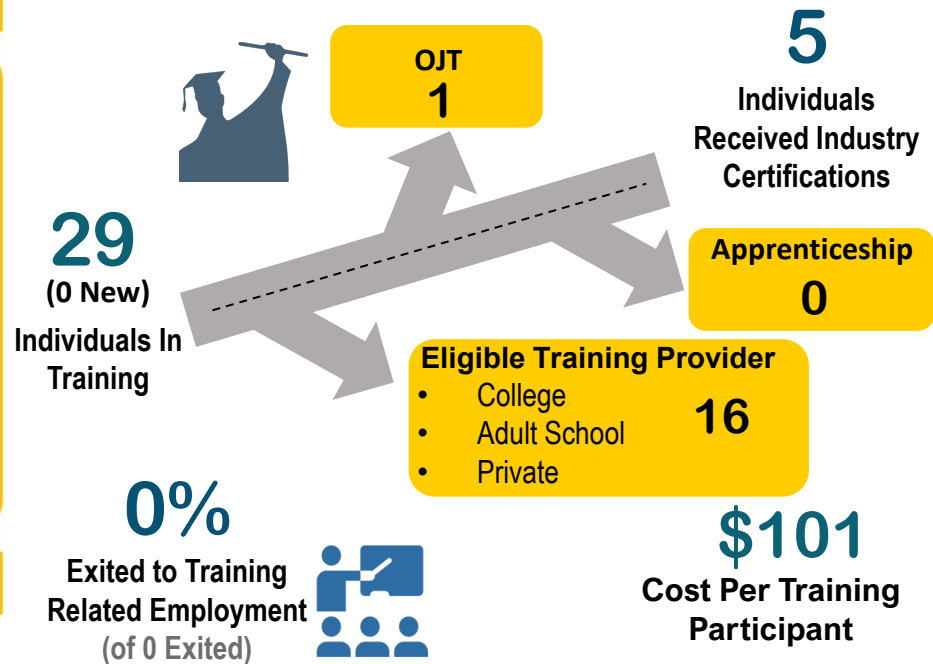 OJT
1
5
Individuals
Received Industry
Certifications
29
(0 New)
Individuals In
Training
Apprenticeship
0
Eligible Training Provider
• College
• Adult School
• Private
16
0%
Exited to Training
Related Employment
(of 0 Exited)
$101
Cost Per Training
Participant